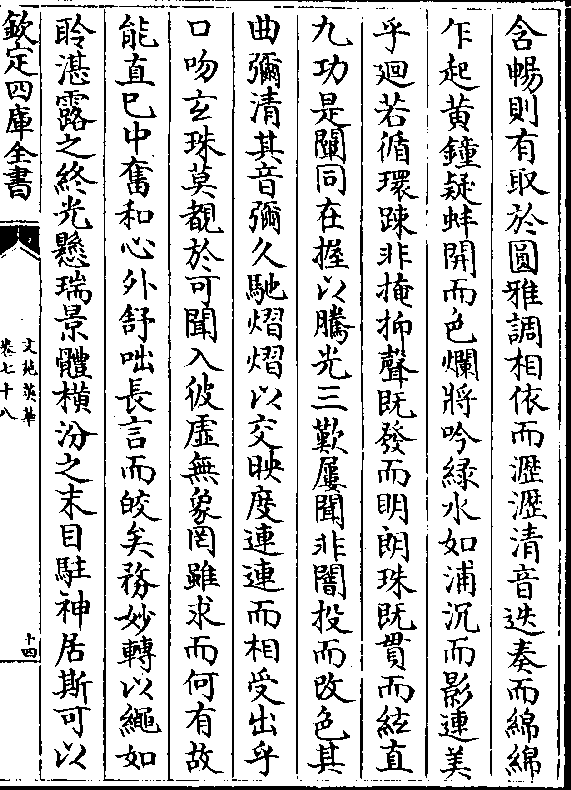 含暢則有取於圓雅調相依而瀝瀝清音迭奏而綿綿
乍起黄鐘疑蚌開而色爛將吟緑水如浦沉而影連美
乎廻若循環踈非掩抑聲既發而明朗珠既貫而絃直
九功是闡同在握以騰光三歎屢聞非闇投而改色其
曲彌清其音彌久馳熠熠以交映度連連而相受出乎
口吻玄珠莫覩於可聞入彼虛無象罔雖求而何有故
能直巳中奮和心外舒咄長言而皎矣務妙轉以繩如
聆湛露之終光懸瑞景體横汾之末目駐神居斯可以
欽定四庫全書
文苑英華
卷七十八
十四